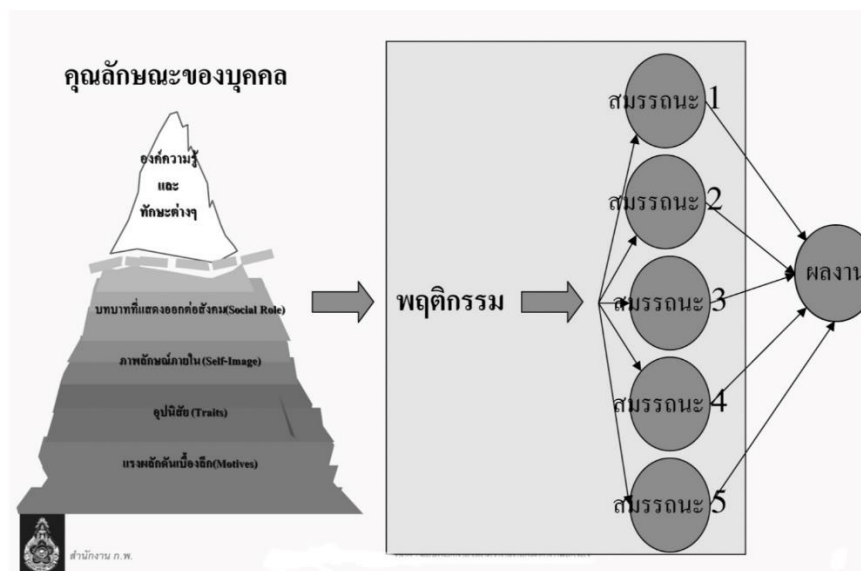 คุณลักษณะของบุคคล
องค์ความรู้
และ
ทักษะต่างๆ
บทบาทที่แสดงออกต่อสังคม(Social Role)
ภาพลักษณ์ภายใน(Self-Image)
อุปนิสัย(Traits)
แรงผลักดันเบื้องลึก(Motives)
พฤติกรรม
สมรรถนะ 1
สมรรถนะ 2
สมรรถนะ 3
สมรรถนะ 4
สมรรถนะ 5
ผลงาน
สำนักงาน ก.พ.